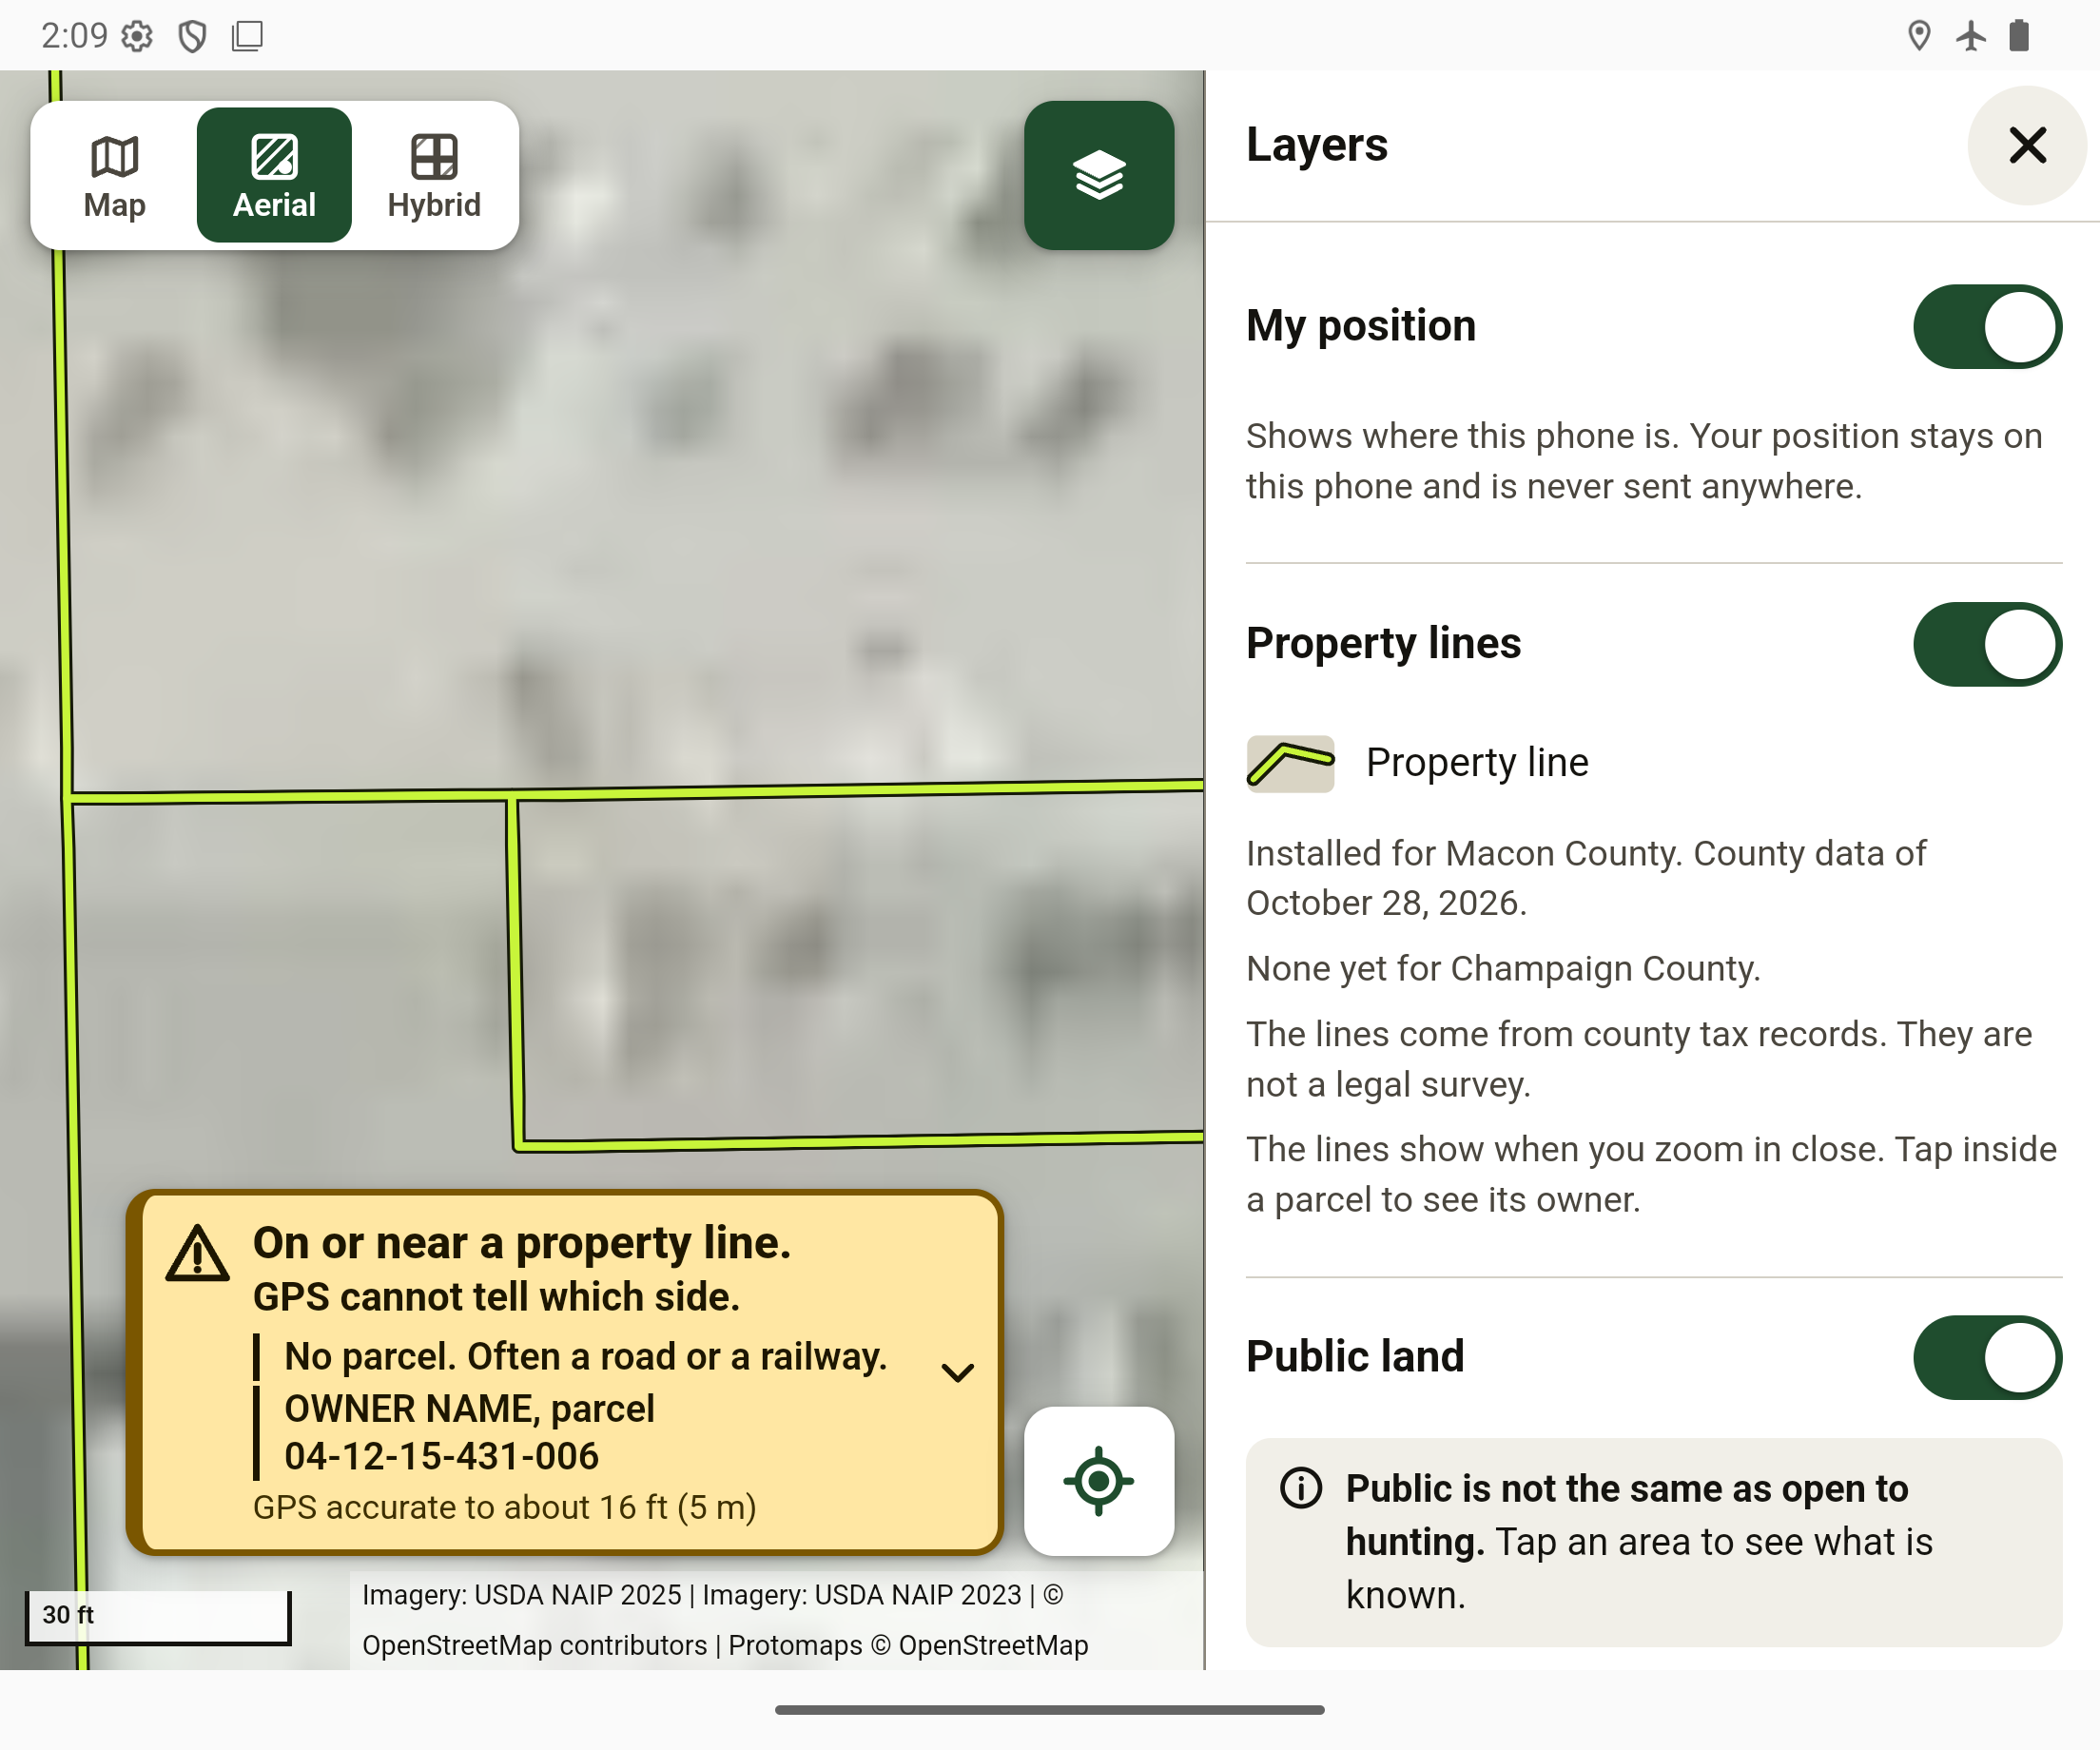 2:09
Map
Aerial
Hybrid
On or near a property line.
GPS cannot tell which side.
No parcel. Often a road or a railway.
OWNER NAME, parcel
04-12-15-431-006
GPS accurate to about 16 ft (5 m)
30 ft
Imagery: USDA NAIP 2025 | Imagery: USDA NAIP 2023 | ©
OpenStreetMap contributors | Protomaps © OpenStreetMap
Layers
My position
Shows where this phone is. Your position stays on
this phone and is never sent anywhere.
Property lines
Property line
Installed for Macon County. County data of
October 28, 2026.
None yet for Champaign County.
The lines come from county tax records. They are
not a legal survey.
The lines show when you zoom in close. Tap inside
a parcel to see its owner.
Public land
Public is not the same as open to
hunting. Tap an area to see what is
known.